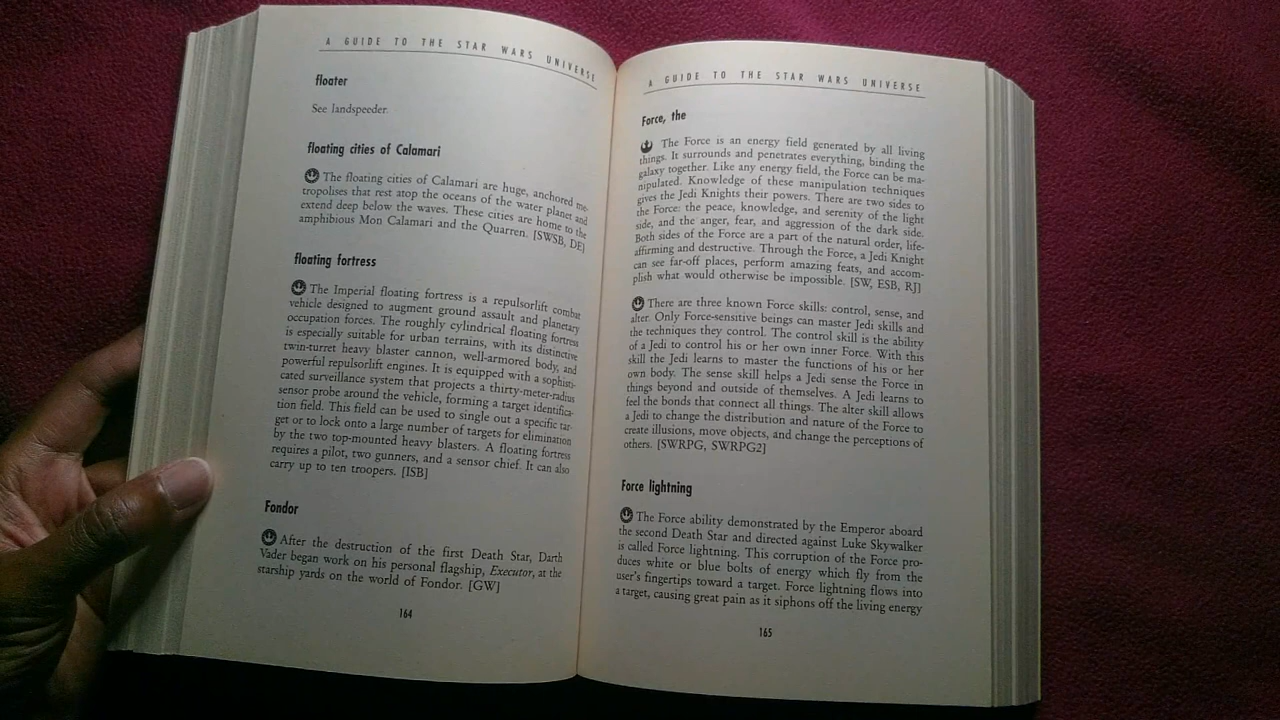 A GUIDE TO THE STAR WARS UNIVERSE
floater
See landspeeder.
floating cities of Calamari
The floating cities of Calamari are huge, anchored me-
tropolises that rest atop the oceans of the water planet and
extend deep below the waves. These cities are home to the
amphibious Mon Calamari and the Quarren. [SWSB, DE]
floating fortress
The Imperial floating fortress is a repulsorlift combat
vehicle designed to augment ground assault and planetary
occupation forces. The roughly cylindrical floating fortress
is especially suitable for urban terrains, with its distinctive
twin-turret heavy blaster cannon, well-armored body, and
powerful repulsorlift engines. It is equipped with a sophisti-
cated surveillance system that projects a thirty-meter-radius
sensor probe around the vehicle, forming a target identifica-
tion field. This field can be used to single out a specific tar-
get or to lock onto a large number of targets for elimination
by the two top-mounted heavy blasters. A floating fortress
requires a pilot, two gunners, and a sensor chief. It can also
carry up to ten troopers. [ISB]
Fondor
After the destruction of the first Death Star, Darth
Vader began work on his personal flagship, Executor, at the
starship yards on the world of Fondor. [GW]
164
A GUIDE TO THE STAR WARS UNIVERSE
Force, the
The Force is an energy field generated by all living
things. It surrounds and penetrates everything, binding the
galaxy together. Like any energy field, the Force can be ma-
nipulated. Knowledge of these manipulation techniques
gives the Jedi Knights their powers. There are two sides to
the Force: the peace, knowledge, and serenity of the light
side, and the anger, fear, and aggression of the dark side.
Both sides of the Force are a part of the natural order, life-
affirming and destructive. Through the Force, a Jedi Knight
can see far-off places, perform amazing feats, and accom-
plish what would otherwise be impossible. [SW, ESB, RJ]
There are three known Force skills: control, sense, and
alter. Only Force-sensitive beings can master Jedi skills and
the techniques they control. The control skill is the ability
of a Jedi to control his or her own inner Force. With this
skill the Jedi learns to master the functions of his or her
own body. The sense skill helps a Jedi sense the Force in
things beyond and outside of themselves. A Jedi learns to
feel the bonds that connect all things. The alter skill allows
a Jedi to change the distribution and nature of the Force to
create illusions, move objects, and change the perceptions of
others. [SWRPG, SWRPG2]
Force lightning
The Force ability demonstrated by the Emperor aboard
the second Death Star and directed against Luke Skywalker
is called Force lightning. This corruption of the Force pro-
duces white or blue bolts of energy which fly from the
user's fingertips toward a target. Force lightning flows into
a target, causing great pain as it siphons off the living energy
165